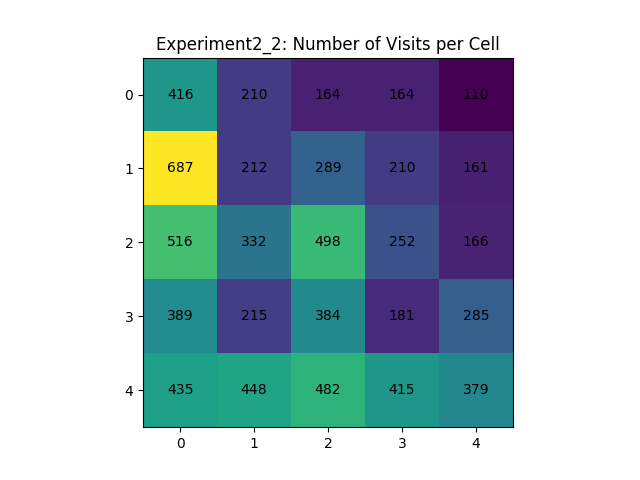 Experiment2_2: Number of Visits per Cell
0 416 210 164 164 110
1 687 212 289 210 161
2 516 332 498 252 166
3 389 215 384 181 285
4 435 448 482 415 379
0 1 2 3 4